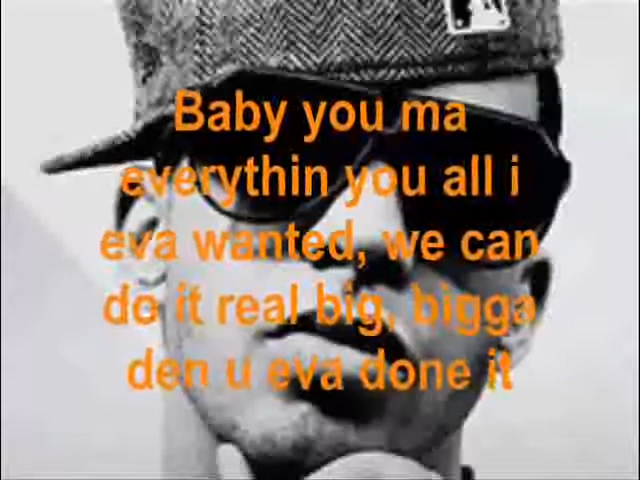 Baby you ma
everythin you all i
eva wanted, we can
do it real big, bigga
den u eva done it